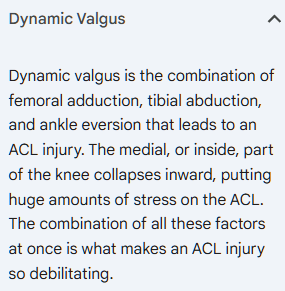 Dynamic Valgus
Dynamic valgus is the combination of
femoral adduction, tibial abduction,
and ankle eversion that leads to an
ACL injury. The medial, or inside, part
of the knee collapses inward, putting
huge amounts of stress on the ACL.
The combination of all these factors
at once is what makes an ACL injury
so debilitating.